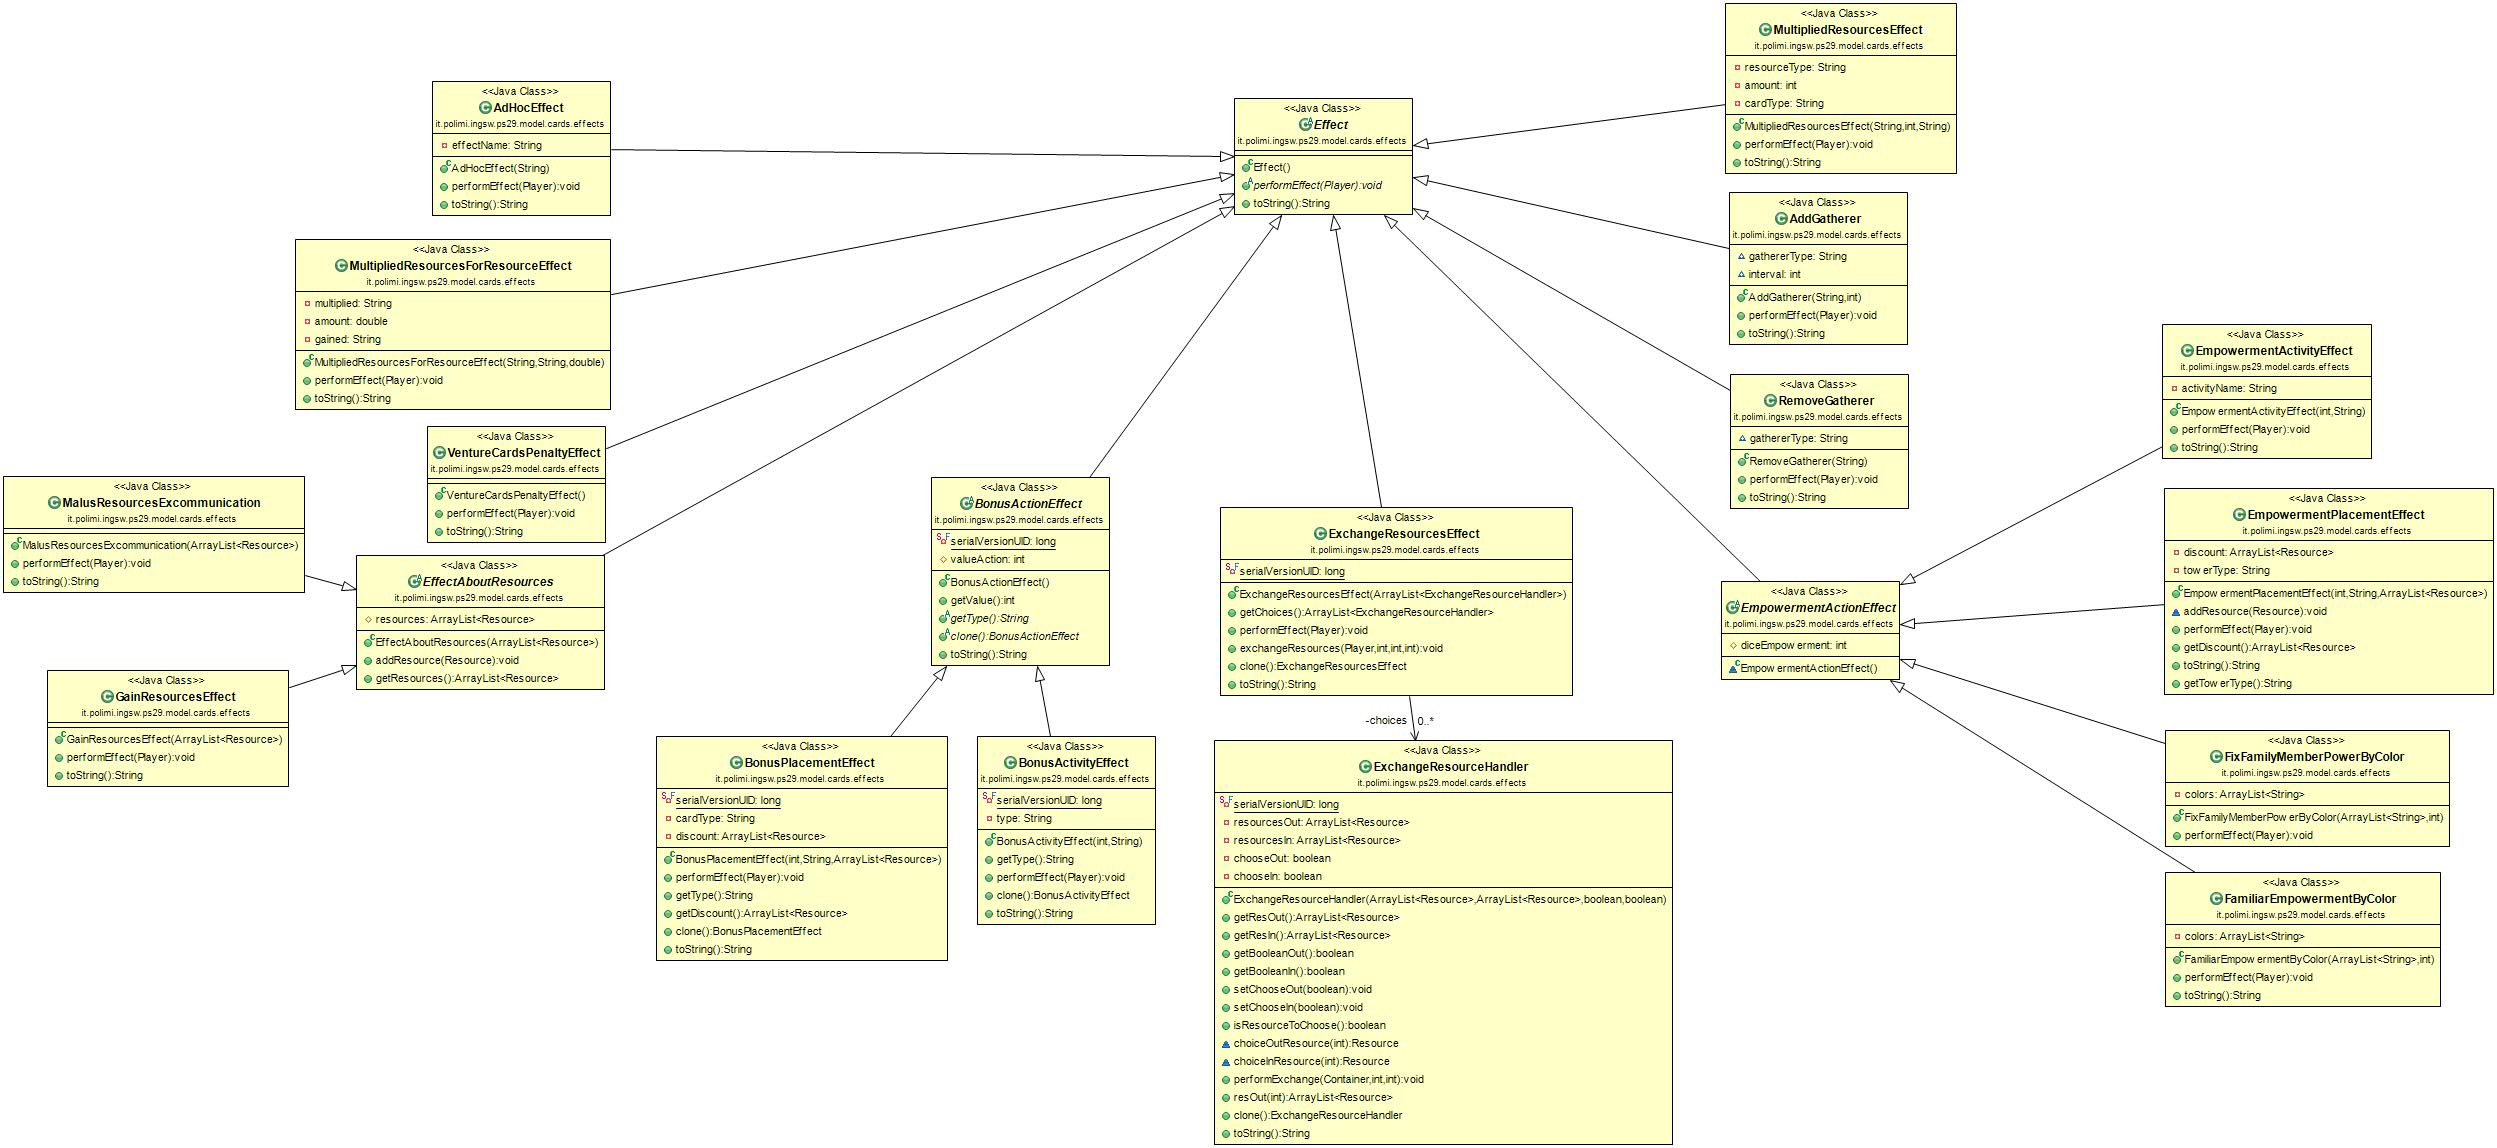 <<Java Class>>
AdHocEffect
it.polimi.ingsw.ps29.model.cards.effects
effectName: String
AdHocEffect(String)
performEffect(Player):void
toString():String
<<Java Class>>
MultipliedResourcesForResourceEffect
it.polimi.ingsw.ps29.model.cards.effects
multiplied: String
amount: double
gained: String
MultipliedResourcesForResourceEffect(String,String,double)
performEffect(Player):void
toString():String
<<Java Class>>
VentureCardsPenaltyEffect
it.polimi.ingsw.ps29.model.cards.effects
VentureCardsPenaltyEffect()
performEffect(Player):void
toString():String
<<Java Class>>
MalusResourcesExcommunication
it.polimi.ingsw.ps29.model.cards.effects
MalusResourcesExcommunication(ArrayList<Resource>)
performEffect(Player):void
toString():String
<<Java Class>>
EffectAboutResources
it.polimi.ingsw.ps29.model.cards.effects
resources: ArrayList<Resource>
EffectAboutResources(ArrayList<Resource>)
addResource(Resource):void
getResources():ArrayList<Resource>
<<Java Class>>
GainResourcesEffect
it.polimi.ingsw.ps29.model.cards.effects
GainResourcesEffect(ArrayList<Resource>)
performEffect(Player):void
toString():String
<<Java Class>>
Effect
it.polimi.ingsw.ps29.model.cards.effects
Effect()
performEffect(Player):void
toString():String
<<Java Class>>
BonusActionEffect
it.polimi.ingsw.ps29.model.cards.effects
serialVersionUID: long
valueAction: int
BonusActionEffect()
getValue():int
getType():String
clone():BonusActionEffect
toString():String
<<Java Class>>
BonusPlacementEffect
it.polimi.ingsw.ps29.model.cards.effects
serialVersionUID: long
cardType: String
discount: ArrayList<Resource>
BonusPlacementEffect(int,String,ArrayList<Resource>)
performEffect(Player):void
getType():String
getDiscount():ArrayList<Resource>
clone():BonusPlacementEffect
toString():String
<<Java Class>>
BonusActivityEffect
it.polimi.ingsw.ps29.model.cards.effects
serialVersionUID: long
type: String
BonusActivityEffect(int,String)
getType():String
performEffect(Player):void
clone():BonusActivityEffect
toString():String
<<Java Class>>
ExchangeResourcesEffect
it.polimi.ingsw.ps29.model.cards.effects
serialVersionUID: long
ExchangeResourcesEffect(ArrayList<ExchangeResourceHandler>)
getChoices():ArrayList<ExchangeResourceHandler>
performEffect(Player):void
exchangeResources(Player,int,int,int):void
clone():ExchangeResourcesEffect
toString():String
-choices 0..*
<<Java Class>>
ExchangeResourceHandler
it.polimi.ingsw.ps29.model.cards.effects
serialVersionUID: long
resourcesOut: ArrayList<Resource>
resourcesIn: ArrayList<Resource>
chooseOut: boolean
chooseIn: boolean
ExchangeResourceHandler(ArrayList<Resource>,ArrayList<Resource>,boolean,boolean)
getResOut():ArrayList<Resource>
getResIn():ArrayList<Resource>
getBooleanOut():boolean
getBooleanIn():boolean
setChooseOut(boolean):void
setChooseIn(boolean):void
isResourceToChoose():boolean
choiceOutResource(int):Resource
choiceInResource(int):Resource
performExchange(Container,int,int):void
resOut(int):ArrayList<Resource>
clone():ExchangeResourceHandler
toString():String
<<Java Class>>
MultipliedResourcesEffect
it.polimi.ingsw.ps29.model.cards.effects
resourceType: String
amount: int
cardType: String
MultipliedResourcesEffect(String,int,String)
performEffect(Player):void
toString():String
<<Java Class>>
AddGatherer
it.polimi.ingsw.ps29.model.cards.effects
gathererType: String
interval: int
AddGatherer(String,int)
performEffect(Player):void
toString():String
<<Java Class>>
RemoveGatherer
it.polimi.ingsw.ps29.model.cards.effects
gathererType: String
RemoveGatherer(String)
performEffect(Player):void
toString():String
<<Java Class>>
EmpowermentActionEffect
it.polimi.ingsw.ps29.model.cards.effects
diceEmpowerment: int
EmpowermentActionEffect()
<<Java Class>>
EmpowermentActivityEffect
it.polimi.ingsw.ps29.model.cards.effects
activityName: String
EmpowermentActivityEffect(int,String)
performEffect(Player):void
toString():String
<<Java Class>>
EmpowermentPlacementEffect
it.polimi.ingsw.ps29.model.cards.effects
discount: ArrayList<Resource>
towerType: String
EmpowermentPlacementEffect(int,String,ArrayList<Resource>)
addResource(Resource):void
performEffect(Player):void
getDiscount():ArrayList<Resource>
toString():String
getTowerType():String
<<Java Class>>
FixFamilyMemberPowerByColor
it.polimi.ingsw.ps29.model.cards.effects
colors: ArrayList<String>
FixFamilyMemberPowerByColor(ArrayList<String>,int)
performEffect(Player):void
<<Java Class>>
FamiliarEmpowermentByColor
it.polimi.ingsw.ps29.model.cards.effects
colors: ArrayList<String>
FamiliarEmpowermentByColor(ArrayList<String>,int)
performEffect(Player):void
toString():String